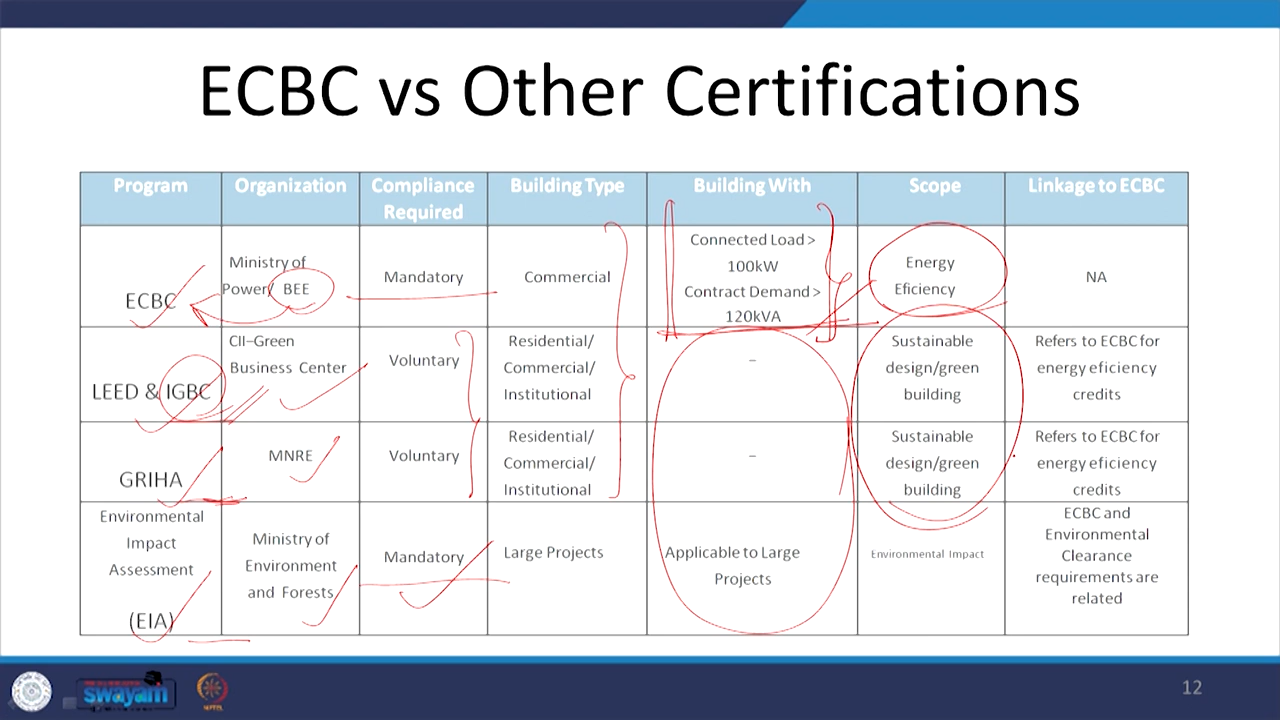 ECBC vs Other Certifications
Program
Organization
Compliance
Required
Building Type
Building With
Scope
Linkage to ECBC
ECBC
Ministry of
Power/ BEE
Mandatory
Commercial
Connected Load >
100kW
Contract Demand >
120kVA
Energy
Eficiency
NA
LEED & IGBC
CII–Green
Business Center
Voluntary
Residential/
Commercial/
Institutional
–
Sustainable
design/green
building
Refers to ECBC for
energy eficiency
credits
GRIHA
MNRE
Voluntary
Residential/
Commercial/
Institutional
–
Sustainable
design/green
building
Refers to ECBC for
energy eficiency
credits
Environmental
Impact
Assessment
(EIA)
Ministry of
Environment
and Forests
Mandatory
Large Projects
Applicable to Large
Projects
Environmental Impact
ECBC and
Environmental
Clearance
requirements are
related
swayam
12